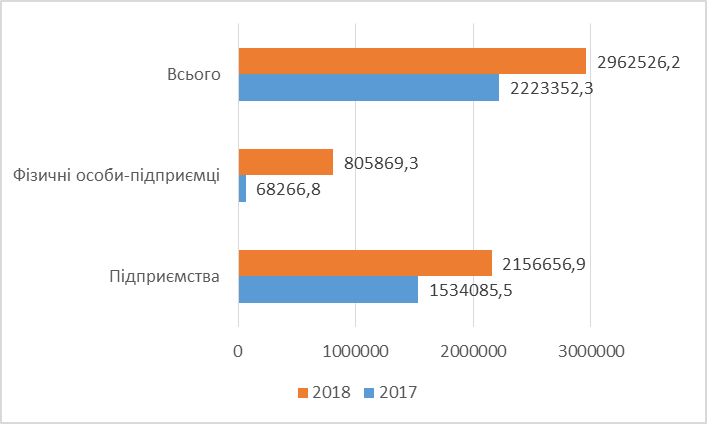 Всього
2962526,2
2223352,3
Фізичні особи-підприємці
805869,3
68266,8
Підприємства
2156656,9
1534085,5
0 1000000 2000000 3000000
2018 2017